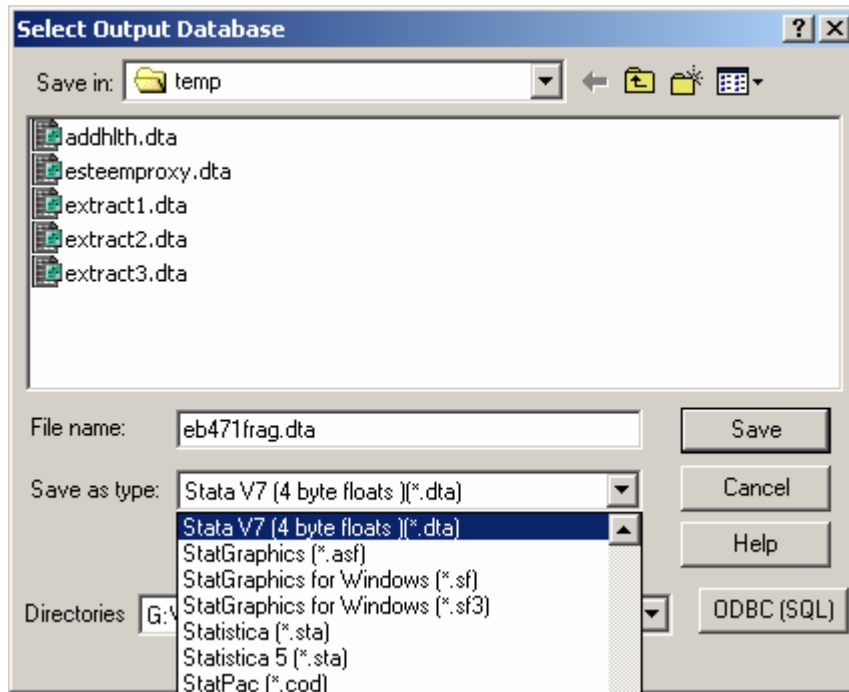 Select Output Database
Save in: temp
addhlth.dta
esteemproxy.dta
extract1.dta
extract2.dta
extract3.dta
File name: eb471frag.dta Save
Save as type: Stata V7 (4 byte floats )(*.dta) Cancel
Stata V7 (4 byte floats )(*.dta)
StatGraphics (*.asf) Help
StatGraphics for Windows (*.sf)
StatGraphics for Windows (*.sf3)
Directories G:\ ODBC (SQL)
Statistica (*.sta)
Statistica 5 (*.sta)
StatPac (*.cod)